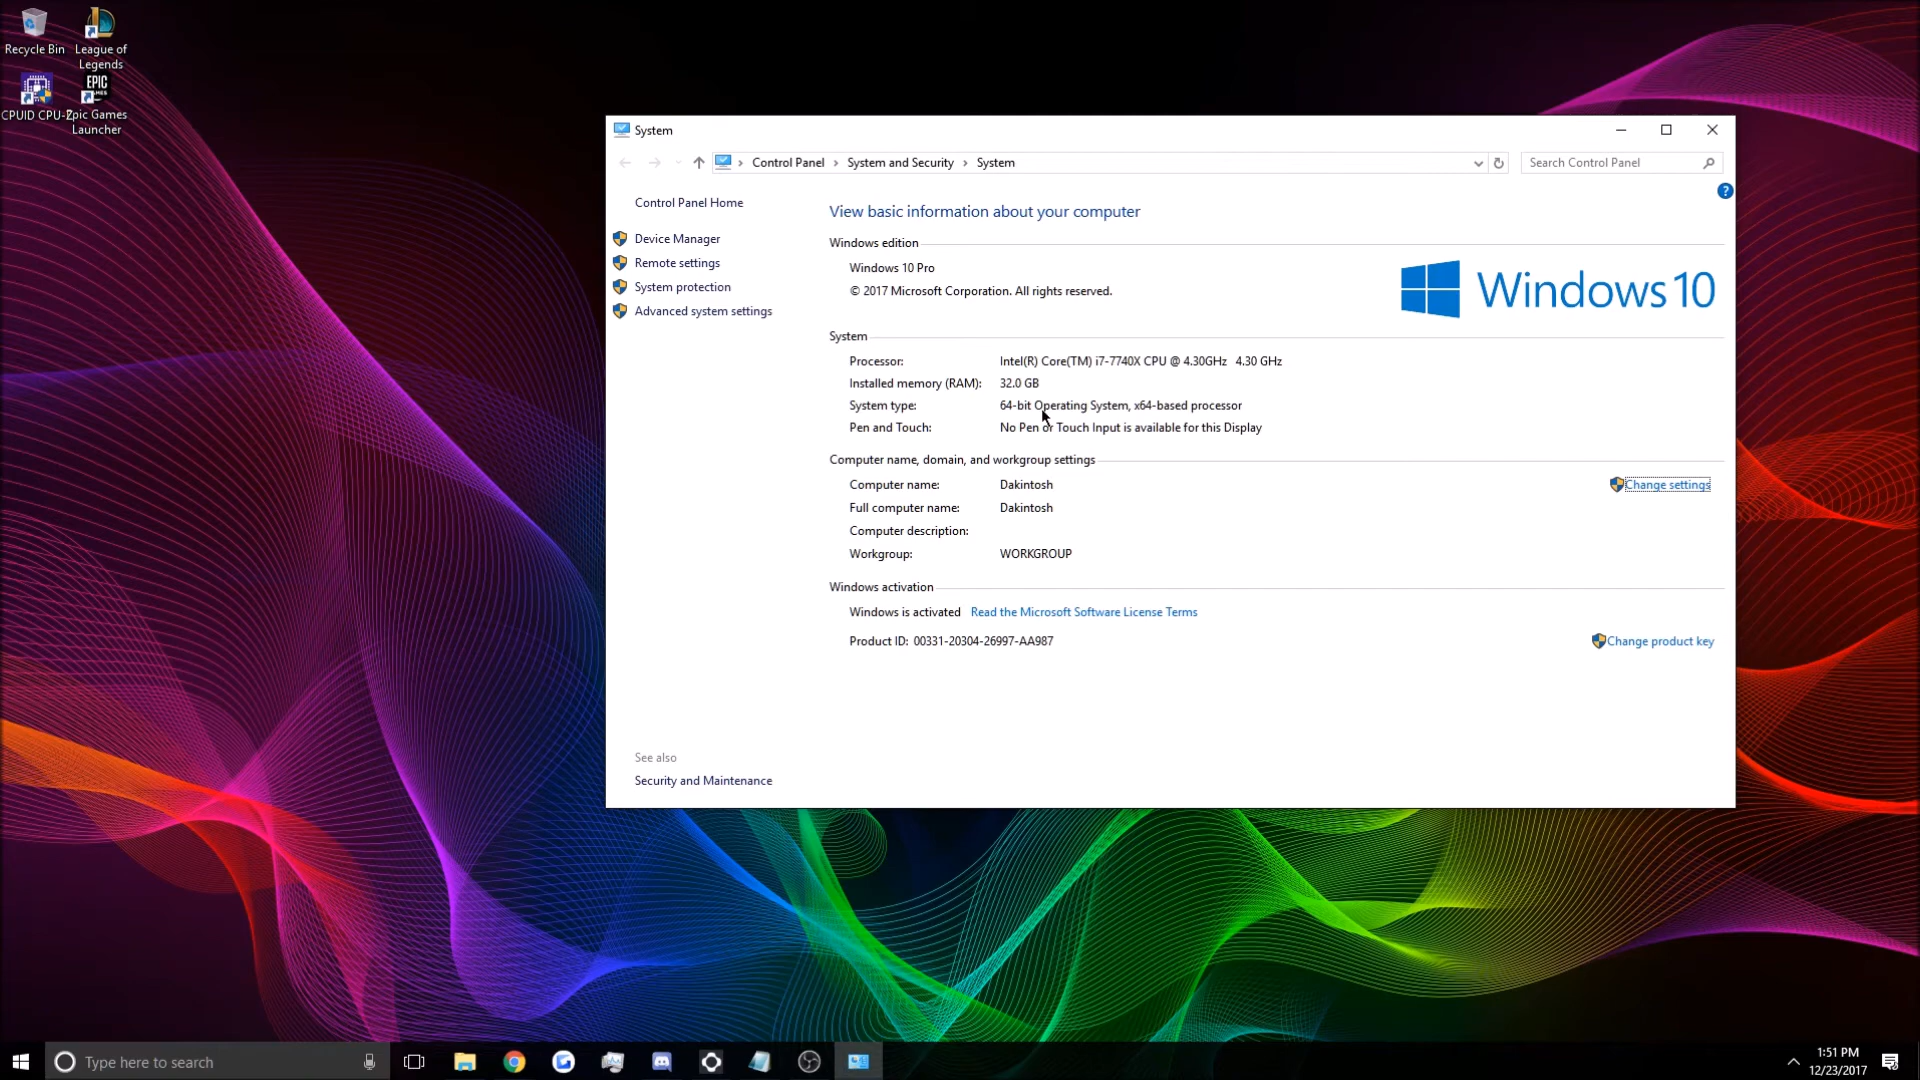 Recycle Bin
League of
Legends
CPUID CPU-Z
EPIC
GAMES
Epic Games
Launcher
System
Control Panel > System and Security > System
Search Control Panel
Control Panel Home
Device Manager
Remote settings
System protection
Advanced system settings
See also
Security and Maintenance
?
View basic information about your computer
Windows edition
Windows 10 Pro
© 2017 Microsoft Corporation. All rights reserved.
Windows 10
System
Processor: Intel(R) Core(TM) i7-7740X CPU @ 4.30GHz 4.30 GHz
Installed memory (RAM): 32.0 GB
System type: 64-bit Operating System, x64-based processor
Pen and Touch: No Pen or Touch Input is available for this Display
Computer name, domain, and workgroup settings
Computer name: Dakintosh
Change settings
Full computer name: Dakintosh
Computer description:
Workgroup: WORKGROUP
Windows activation
Windows is activated Read the Microsoft Software License Terms
Product ID: 00331-20304-26997-AA987
Change product key
Type here to search
1:51 PM
12/23/2017